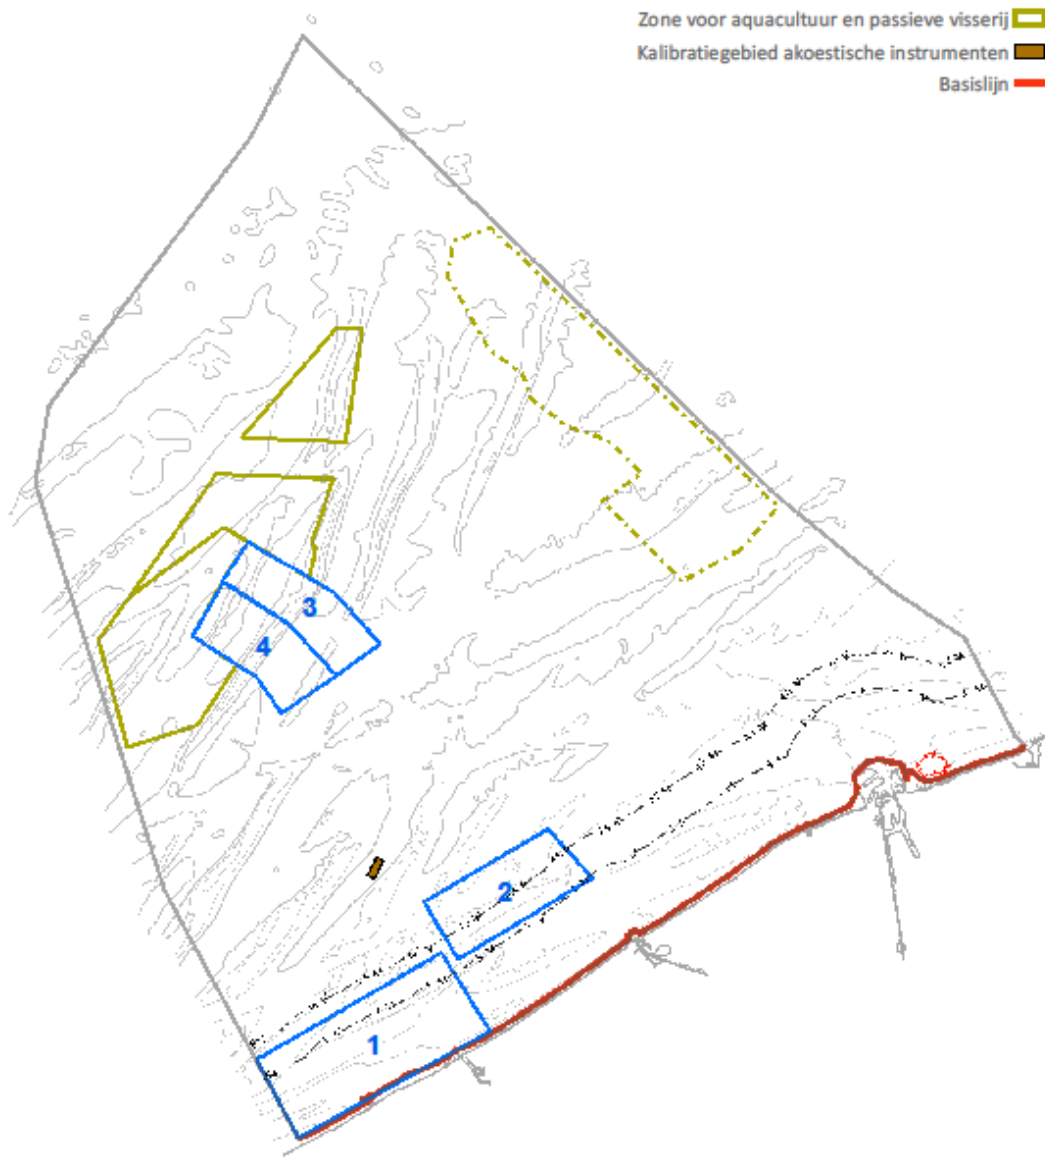 Zone voor aquacultuur en passieve visserij
Kalibratiegebied akoestische instrumenten
Basislijn
3
4
2
1